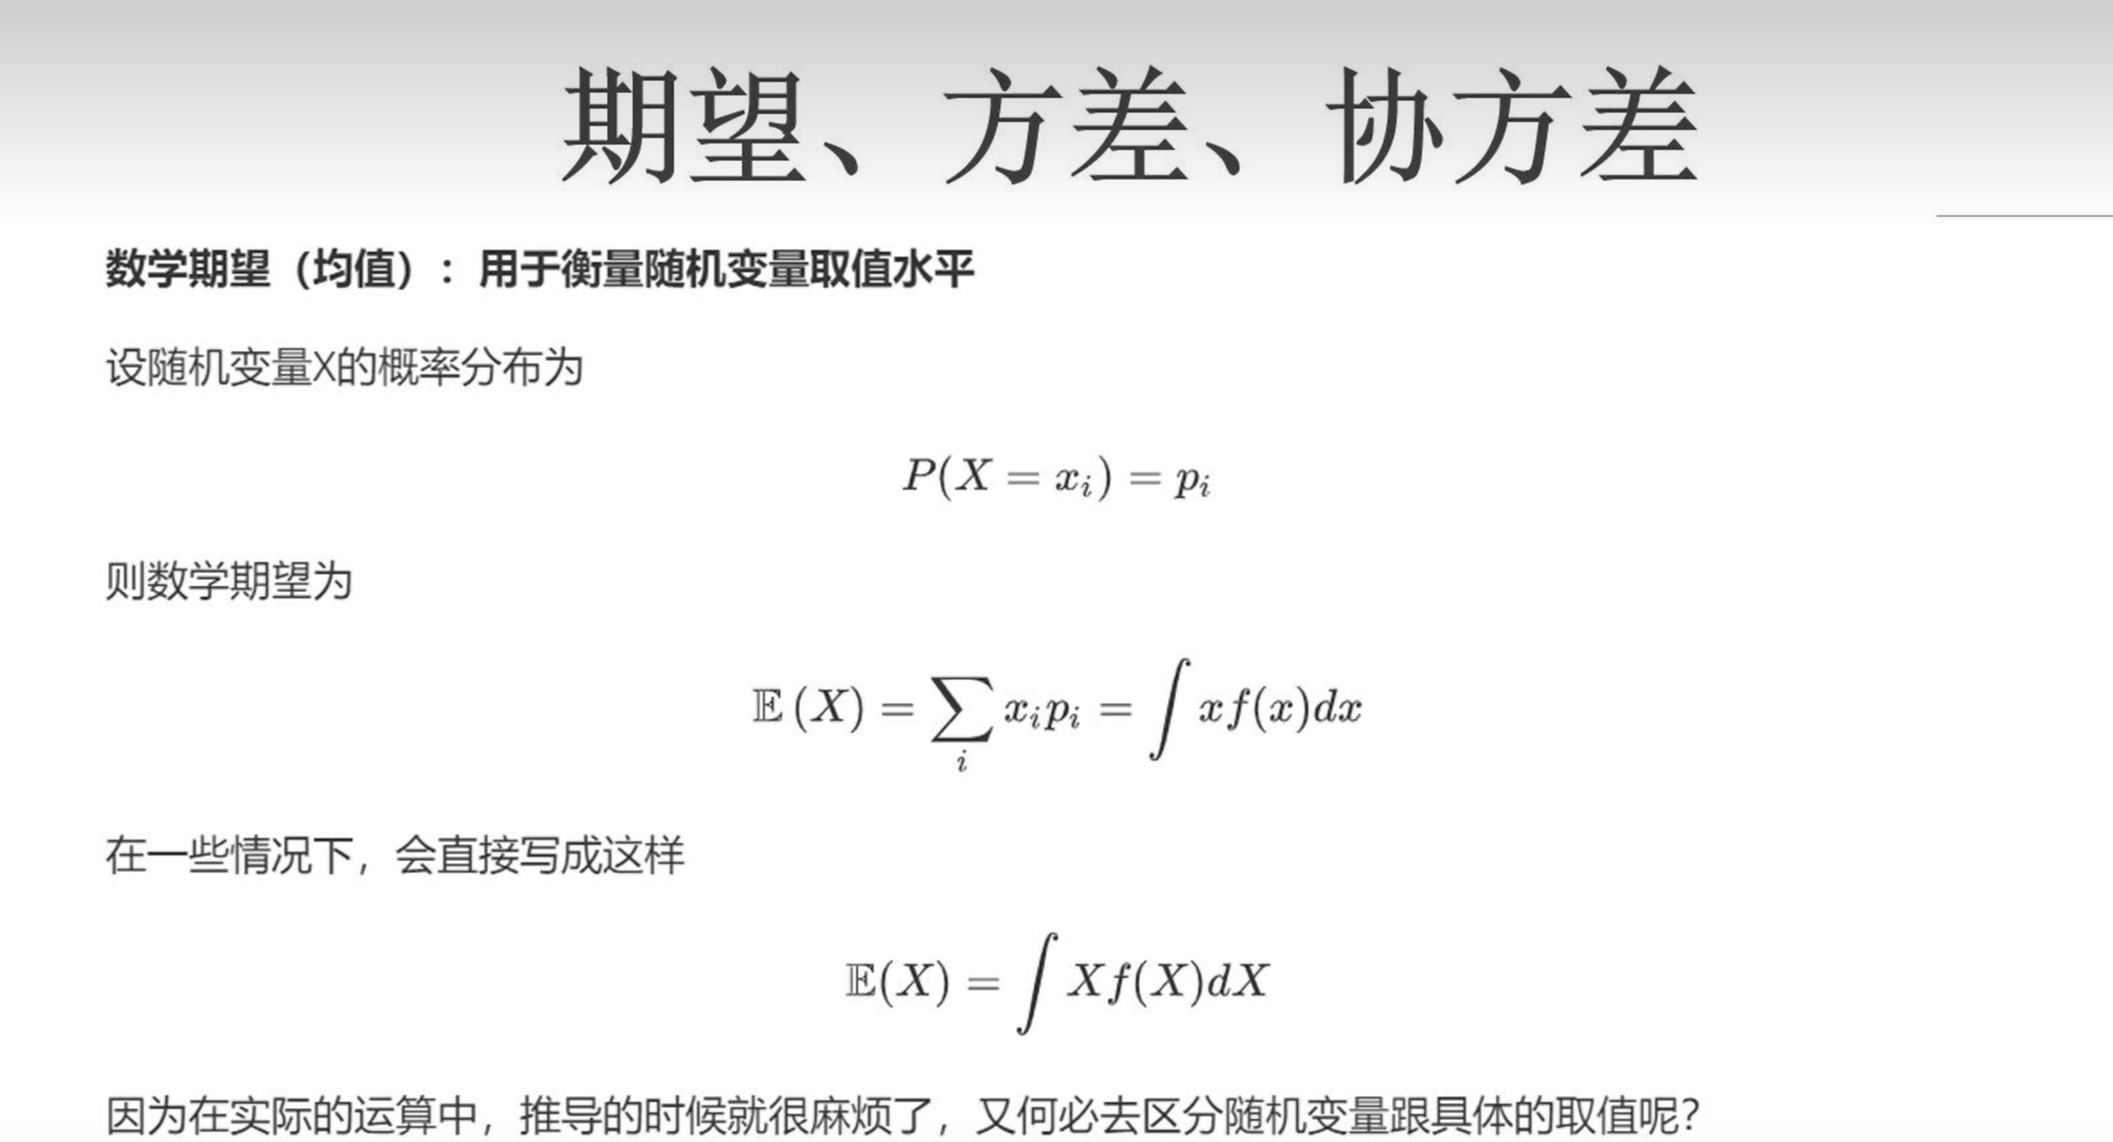 期望、方差、协方差
数学期望（均值）：用于衡量随机变量取值水平
设随机变量X的概率分布为
P(X = x_i) = p_i
则数学期望为
𝔼(X) = ∑_i x_i p_i = ∫ x f(x)dx
在一些情况下，会直接写成这样
𝔼(X) = ∫ X f(X)dX
因为在实际的运算中，推导的时候就很麻烦了，又何必去区分随机变量跟具体的取值呢？